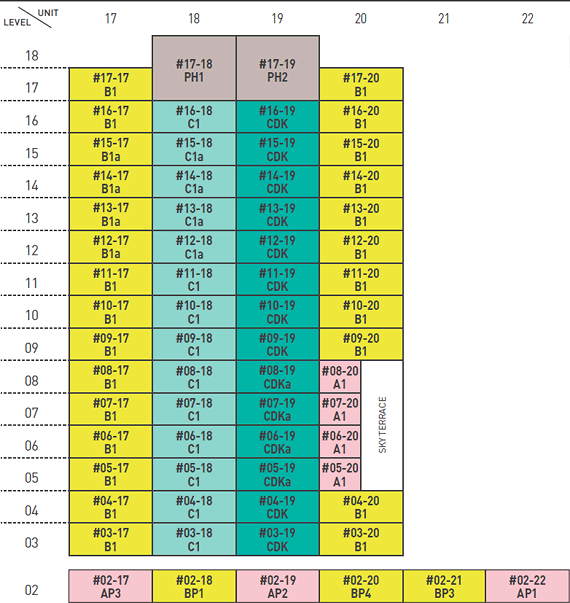 LEVEL UNIT 17 18 19 20 21 22
18
#17-18 #17-19
PH1 PH2
17 #17-17 #17-20
B1 B1
16 #16-17 #16-18 #16-19 #16-20
B1 C1 CDK B1
15 #15-17 #15-18 #15-19 #15-20
B1a C1a CDK B1
14 #14-17 #14-18 #14-19 #14-20
B1a C1a CDK B1
13 #13-17 #13-18 #13-19 #13-20
B1a C1a CDK B1
12 #12-17 #12-18 #12-19 #12-20
B1a C1a CDK B1
11 #11-17 #11-18 #11-19 #11-20
B1 C1 CDK B1
10 #10-17 #10-18 #10-19 #10-20
B1 C1 CDK B1
09 #09-17 #09-18 #09-19 #09-20
B1 C1 CDK B1
08 #08-17 #08-18 #08-19 #08-20
B1 C1 CDKa A1
07 #07-17 #07-18 #07-19 #07-20
B1 C1 CDKa A1
06 #06-17 #06-18 #06-19 #06-20
B1 C1 CDKa A1
05 #05-17 #05-18 #05-19 #05-20
B1 C1 CDKa A1
SKY TERRACE
04 #04-17 #04-18 #04-19 #04-20
B1 C1 CDK B1
03 #03-17 #03-18 #03-19 #03-20
B1 C1 CDK B1
02 #02-17 #02-18 #02-19 #02-20 #02-21 #02-22
AP3 BP1 AP2 BP4 BP3 AP1